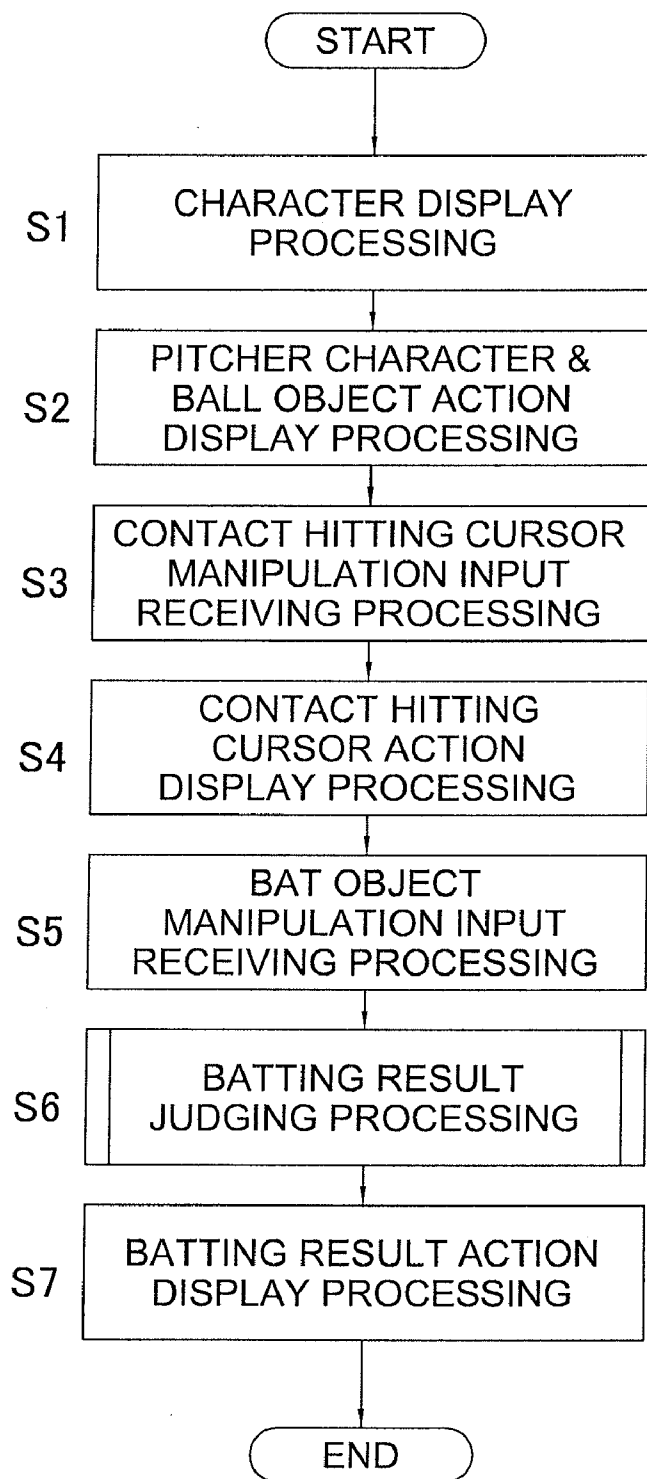 START
S1
CHARACTER DISPLAY
PROCESSING
S2
PITCHER CHARACTER &
BALL OBJECT ACTION
DISPLAY PROCESSING
S3
CONTACT HITTING CURSOR
MANIPULATION INPUT
RECEIVING PROCESSING
S4
CONTACT HITTING
CURSOR ACTION
DISPLAY PROCESSING
S5
BAT OBJECT
MANIPULATION INPUT
RECEIVING PROCESSING
S6
BATTING RESULT
JUDGING PROCESSING
S7
BATTING RESULT ACTION
DISPLAY PROCESSING
END